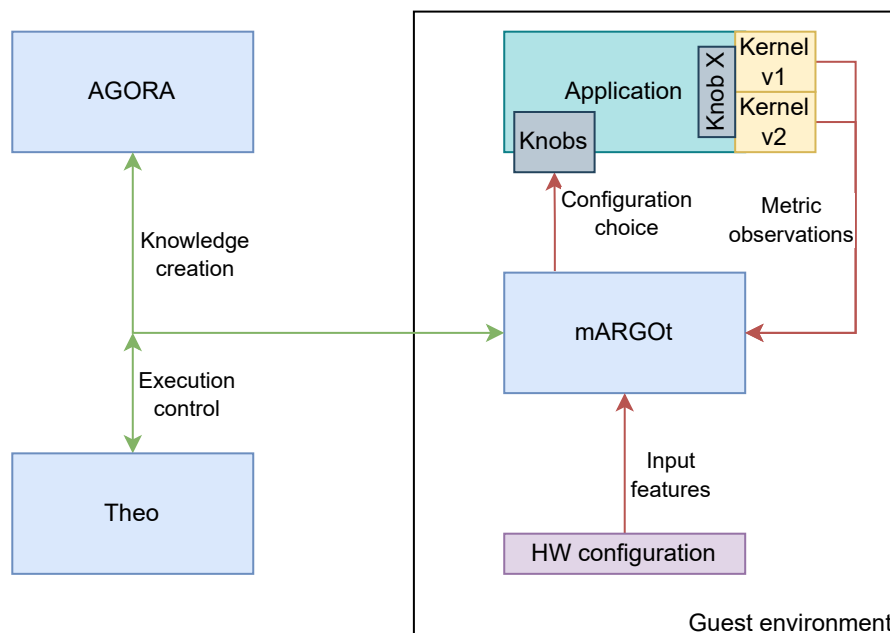 AGORA
Knowledge
creation
Execution
control
Theo
Application
Knob X
Kernel
v1
Kernel
v2
Knobs
Configuration
choice
Metric
observations
mARGOt
Input
features
HW configuration
Guest environment